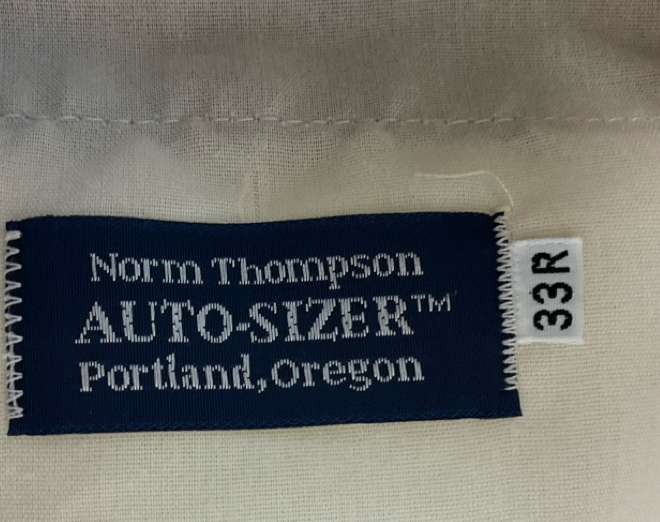 Norm Thompson
AUTO-SIZER™
Portland, Oregon
33R